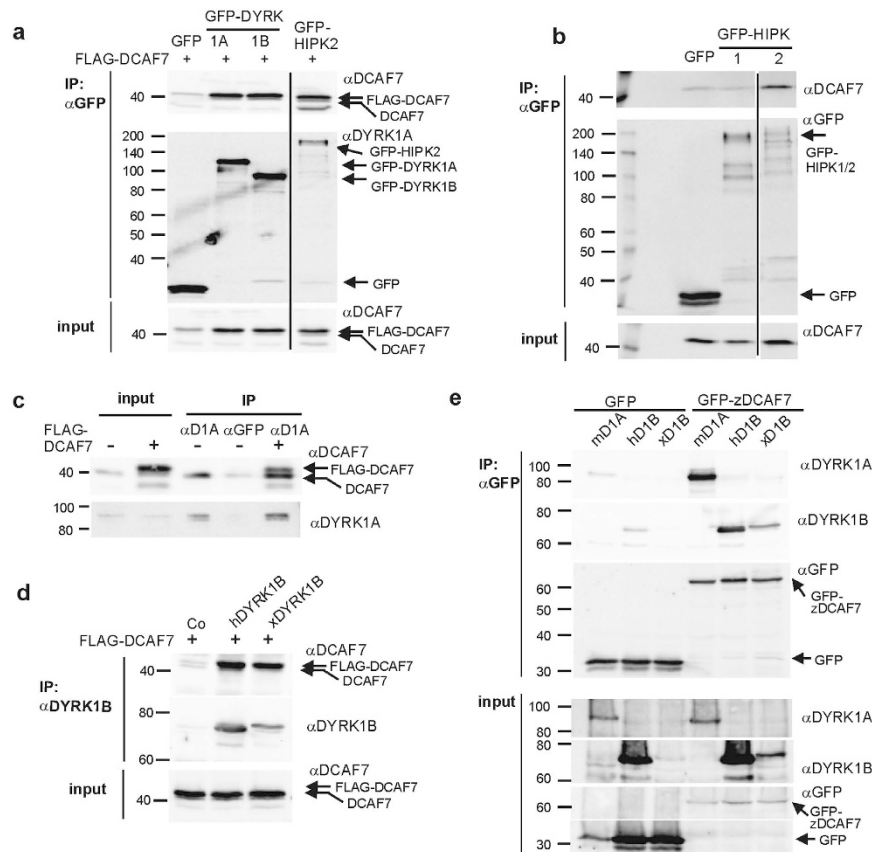 a
GFP-DYRK
GFP 1A 1B GFP-HIPK2
FLAG-DCAF7 + + + +
IP: αGFP
40
αDCAF7
FLAG-DCAF7
DCAF7
200
140
100
80
60
50
40
αDYRK1A
GFP-HIPK2
GFP-DYRK1A
GFP-DYRK1B
GFP
input
40
αDCAF7
FLAG-DCAF7
DCAF7
b
GFP-HIPK
GFP 1 2
IP: αGFP
40
αDCAF7
200
140
100
80
60
50
40
αGFP
GFP-HIPK1/2
GFP
input
40
αDCAF7
c
input IP
FLAG-DCAF7 - +
αD1A αGFP αD1A
- - +
40
αDCAF7
FLAG-DCAF7
DCAF7
100
80
αDYRK1A
d
Co hDYRK1B xDYRK1B
FLAG-DCAF7 + + +
IP: αDYRK1B
40
αDCAF7
FLAG-DCAF7
DCAF7
80
60
αDYRK1B
input
40
αDCAF7
FLAG-DCAF7
DCAF7
e
GFP GFP-zDCAF7
mD1A hD1B xD1B mD1A hD1B xD1B
IP: αGFP
100
80
αDYRK1A
60
αDYRK1B
60
50
40
30
αGFP
GFP-zDCAF7
GFP
input
100
80
αDYRK1A
80
60
αDYRK1B
60
αGFP
GFP-zDCAF7
30
GFP